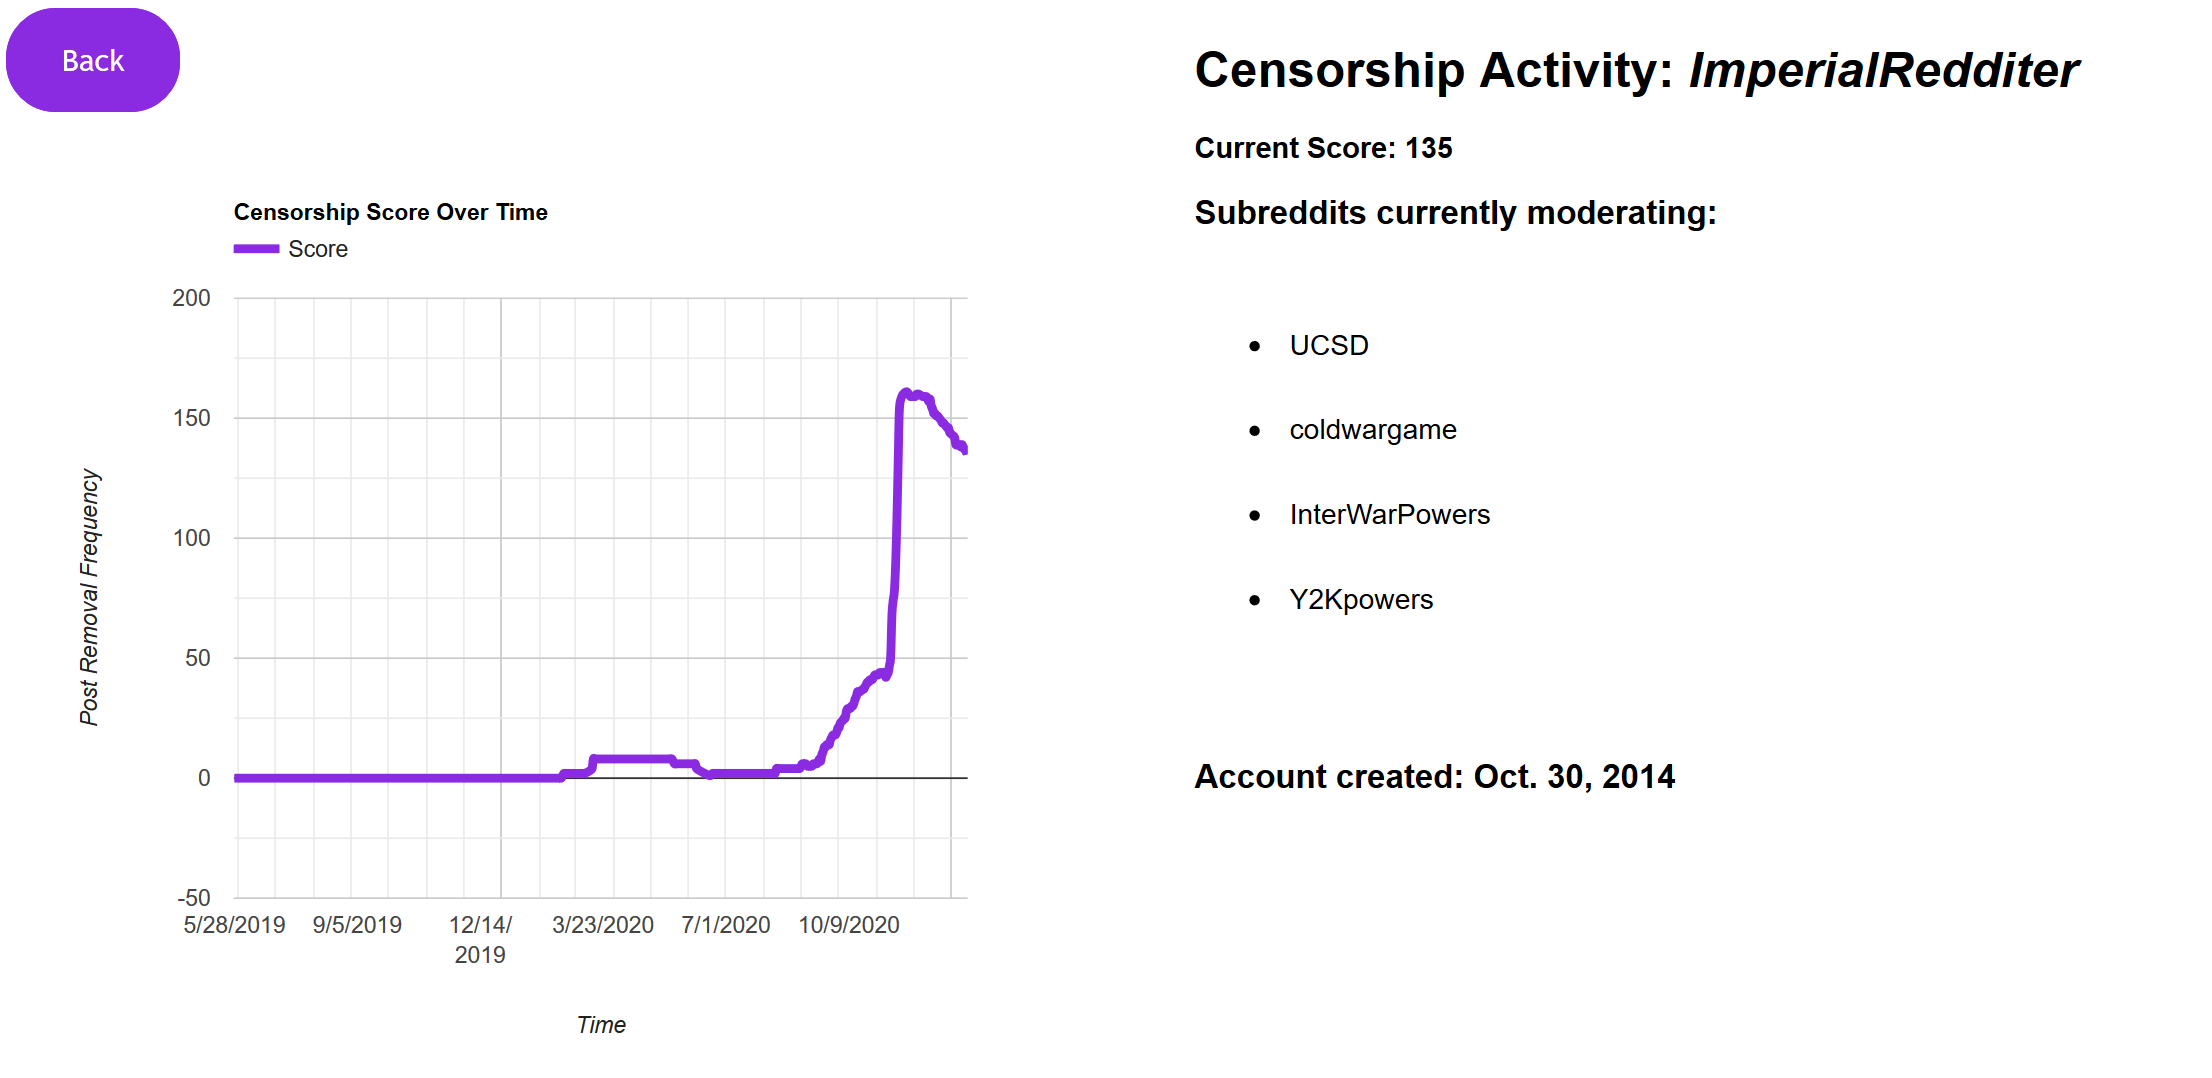 Back
Censorship Activity: ImperialRedditer
Current Score: 135
Subreddits currently moderating:
UCSD
coldwargame
InterWarPowers
Y2Kpowers
Account created: Oct. 30, 2014
Censorship Score Over Time
Score
200
150
100
50
0
-50
Post Removal Frequency
5/28/2019 9/5/2019 12/14/ 3/23/2020 7/1/2020 10/9/2020
2019
Time